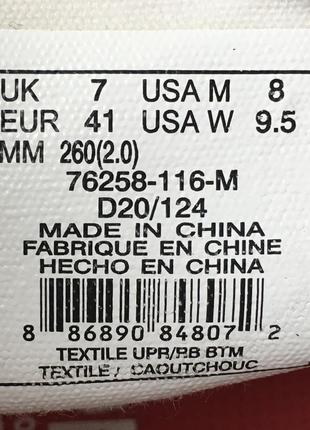 UK 7 USA M 8
EUR 41 USA W 9.5
MM 260(2.0)
76258-116-M
D20/124
MADE IN CHINA
FABRIQUE EN CHINE
HECHO EN CHINA
8 86890 84807 2
TEXTILE UPR/RB BTM
TEXTILE/ CAOUTCHOUC